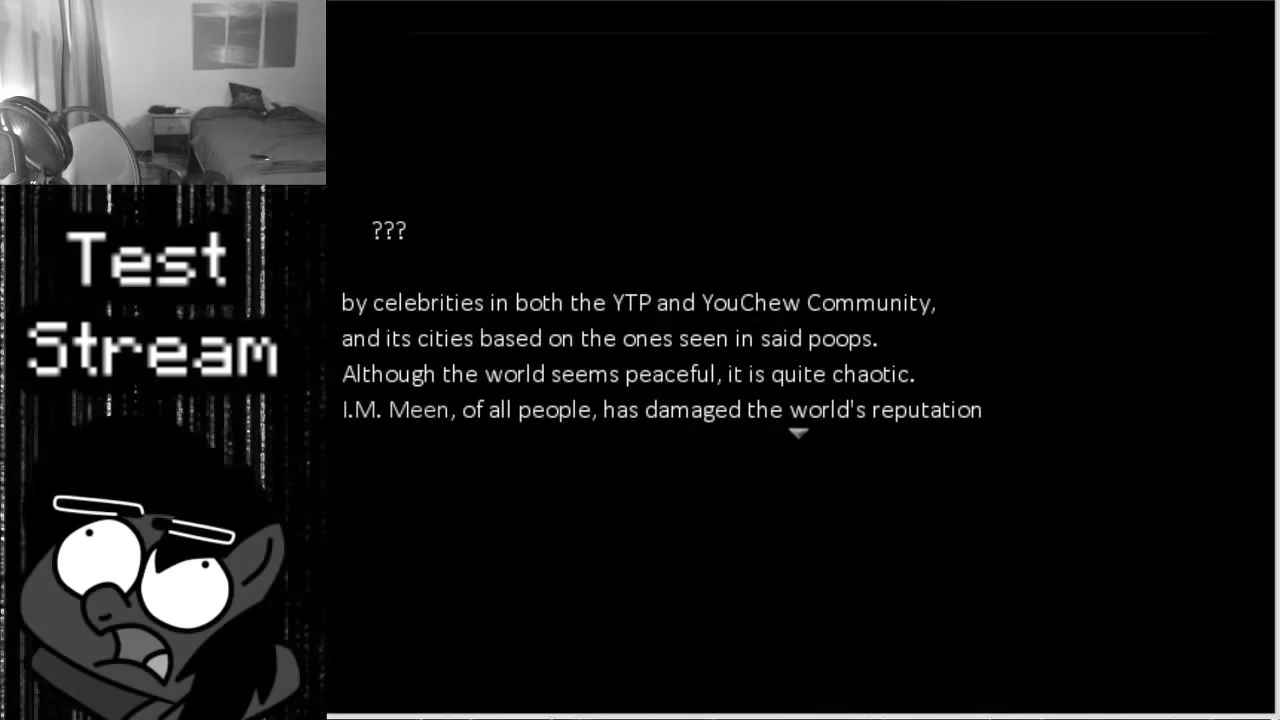 Test
Stream
???
by celebrities in both the YTP and YouChew Community,
and its cities based on the ones seen in said poops.
Although the world seems peaceful, it is quite chaotic.
I.M. Meen, of all people, has damaged the world's reputation